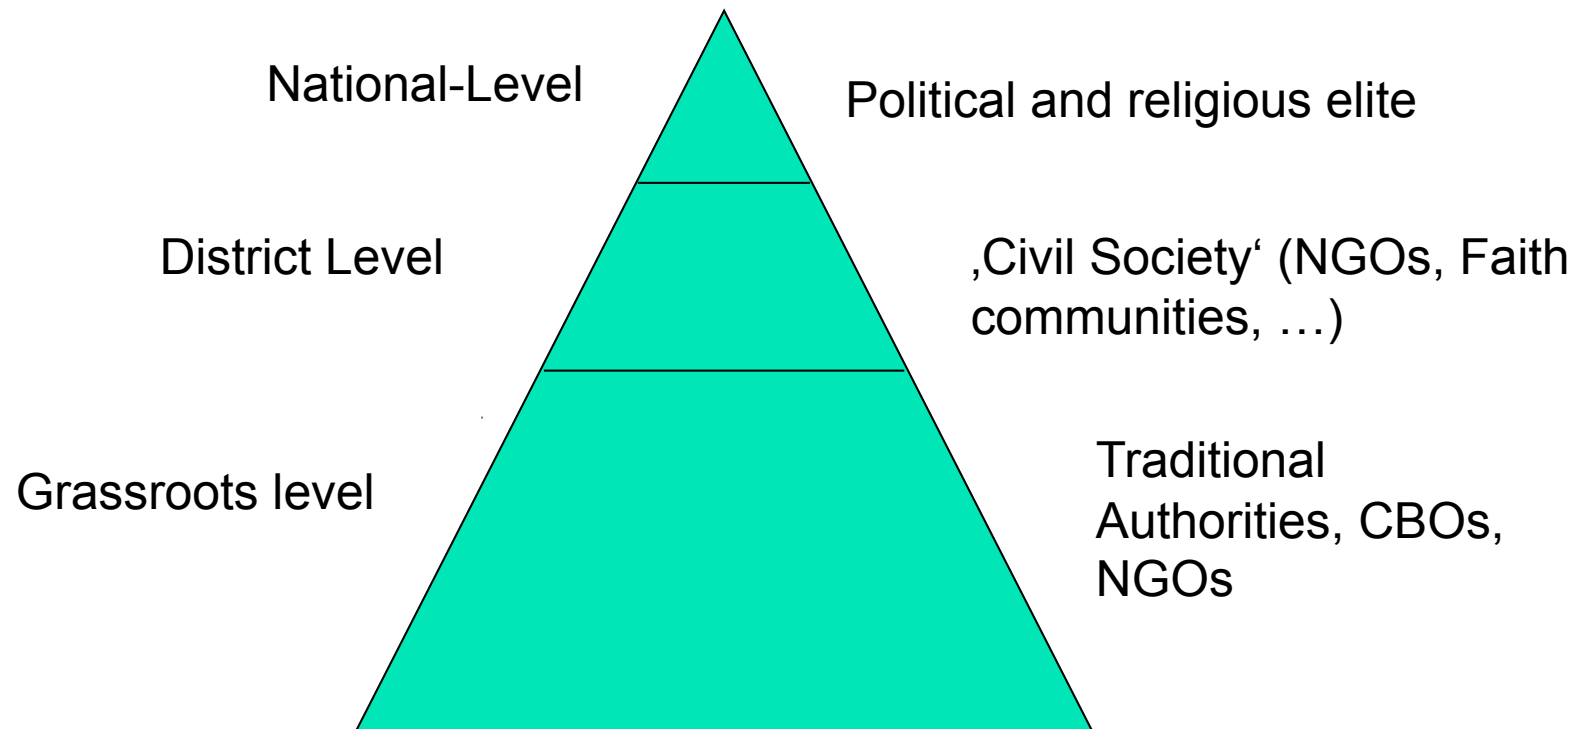 National-Level
Political and religious elite
District Level
‚Civil Society‘ (NGOs, Faith
communities, …)
Grassroots level
Traditional
Authorities, CBOs,
NGOs